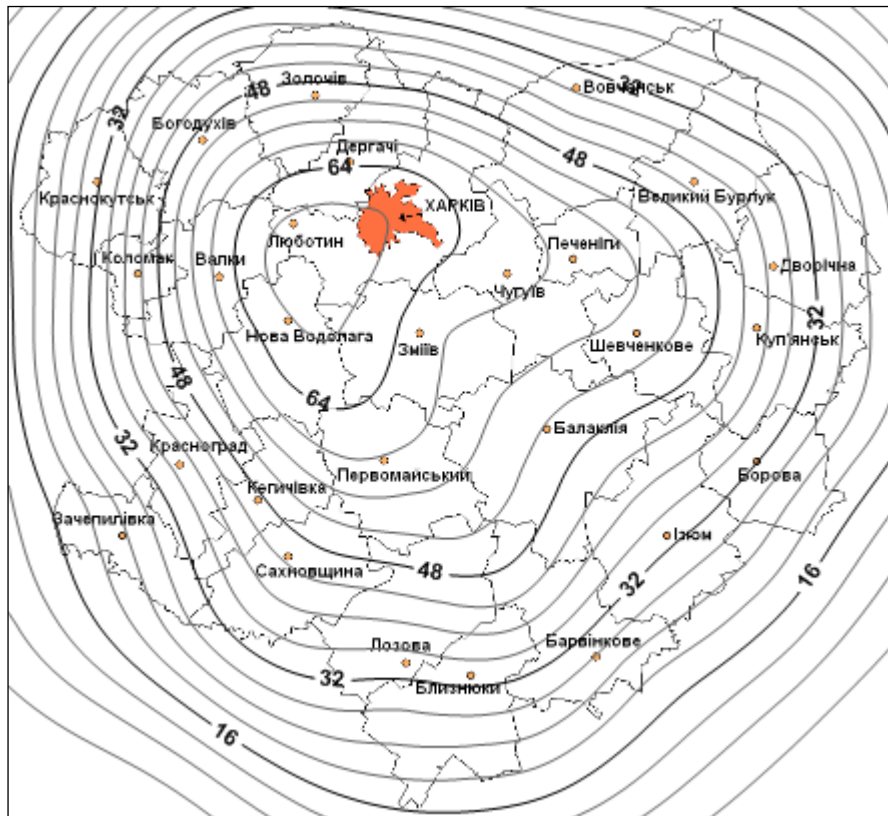 Золочів
48
Вовчанськ
32
32
Богодухів
Дергачі
48
64
Краснокутськ
Великий Бурлук
ХАРКІВ
Люботин
Печеніги
Коломак
Валки
Чугуїв
Дворічна
32
Нова Водолага
Зміїв
Шевченкове
Куп'янськ
48
64
32
Балаклія
Красноград
Первомайський
Борова
Кегичівка
Зачепилівка
Ізюм
Сахновщина
48
32
16
Лозова
Барвінкове
32
Близнюки
16